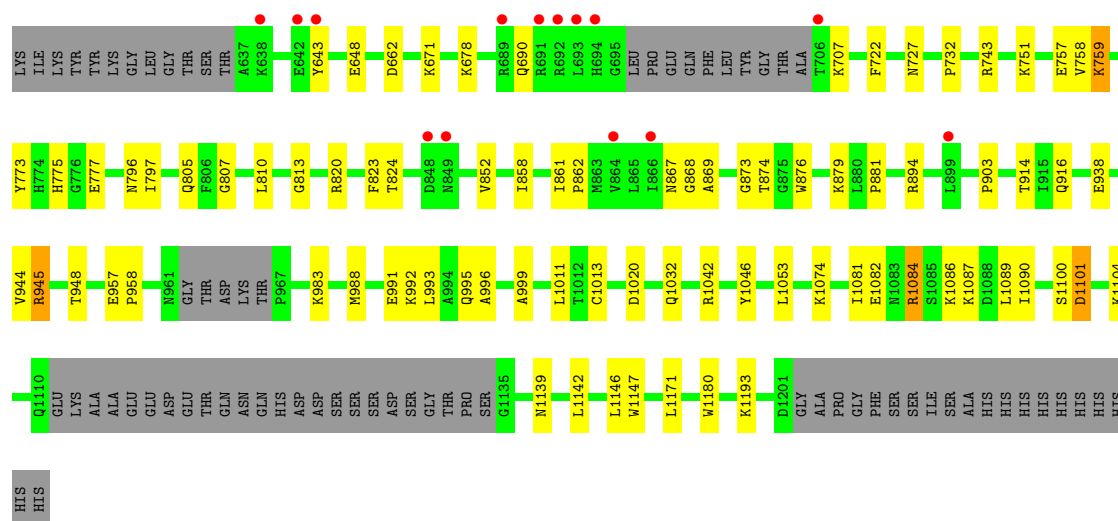 LYS ILE LYS TYR TYR LYS GLY LEU GLY THR SER THR A637 K638 E642 Y643 E648 D662 K671 K678 R689 Q690 R691 R692 L693 H694 G695 LEU PRO GLU GLN PHE LEU TYR GLY THR ALA T706 K707 F722 N727 P732 R743 K751 E757 V758 K759
Y773 H774 H775 G776 E777 N796 I797 Q805 F806 G807 L810 G813 R820 F823 T824 D848 N849 V852 I858 I861 P862 M863 V864 L865 I866 N867 G868 A869 G873 T874 G875 W876 K879 L880 P881 R894 L899 P903 T914 I915 Q916 E938
V944 R945 T948 E957 P958 N961 GLY THR ASP LYS THR P967 K983 M988 E991 K992 L993 A994 Q995 A996 A999 L1011 T1012 C1013 D1020 Q1032 R1042 Y1046 L1053 K1074 I1081 E1082 N1083 R1084 S1085 K1086 K1087 D1088 L1089 I1090 S1100 D1101 K1104
Q1110 GLU LYS ALA ALA GLU GLU ASP GLU THR GLN ASN GLN HIS ASP ASP SER SER SER ASP SER GLY THR PRO SER G1135 N1139 L1142 L1146 W1147 L1171 W1180 K1193 D1201 GLY ALA PRO GLY PHE SER SER ILE SER ALA HIS HIS HIS HIS HIS HIS HIS HIS
HIS HIS